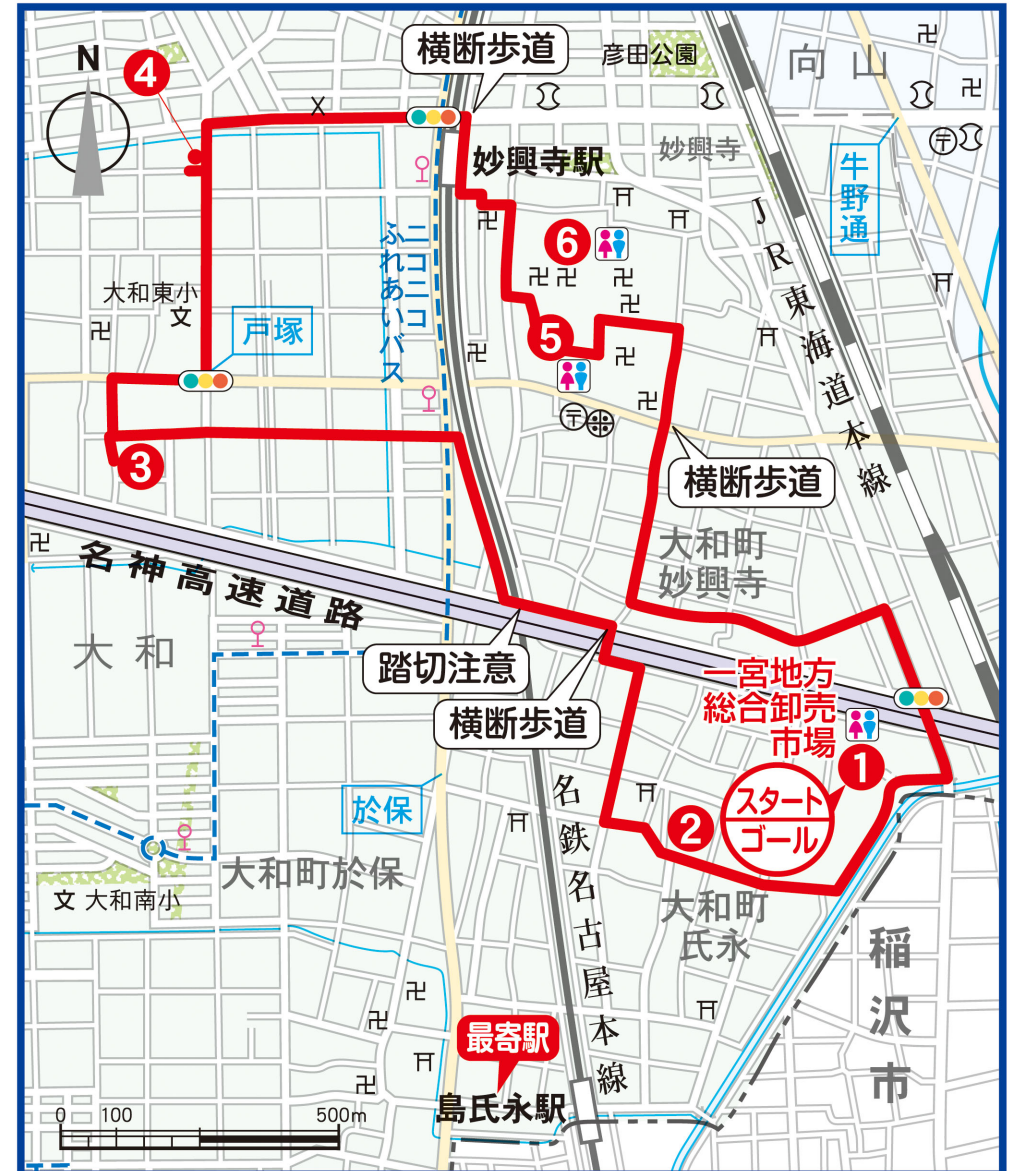 N
4
横断歩道
彦田公園
向山
妙興寺
妙興寺駅
牛野通
JR東海道本線
6
ニコニコ
ふれあいバス
大和東小
文
戸塚
5
3
横断歩道
大和町
妙興寺
名神高速道路
大和
踏切注意
横断歩道
一宮地方
総合卸売
市場
1
スタート
ゴール
2
於保
名鉄名古屋本線
大和町於保
文 大和南小
大和町
氏永
稲沢市
最寄駅
島氏永駅
0 100 500m